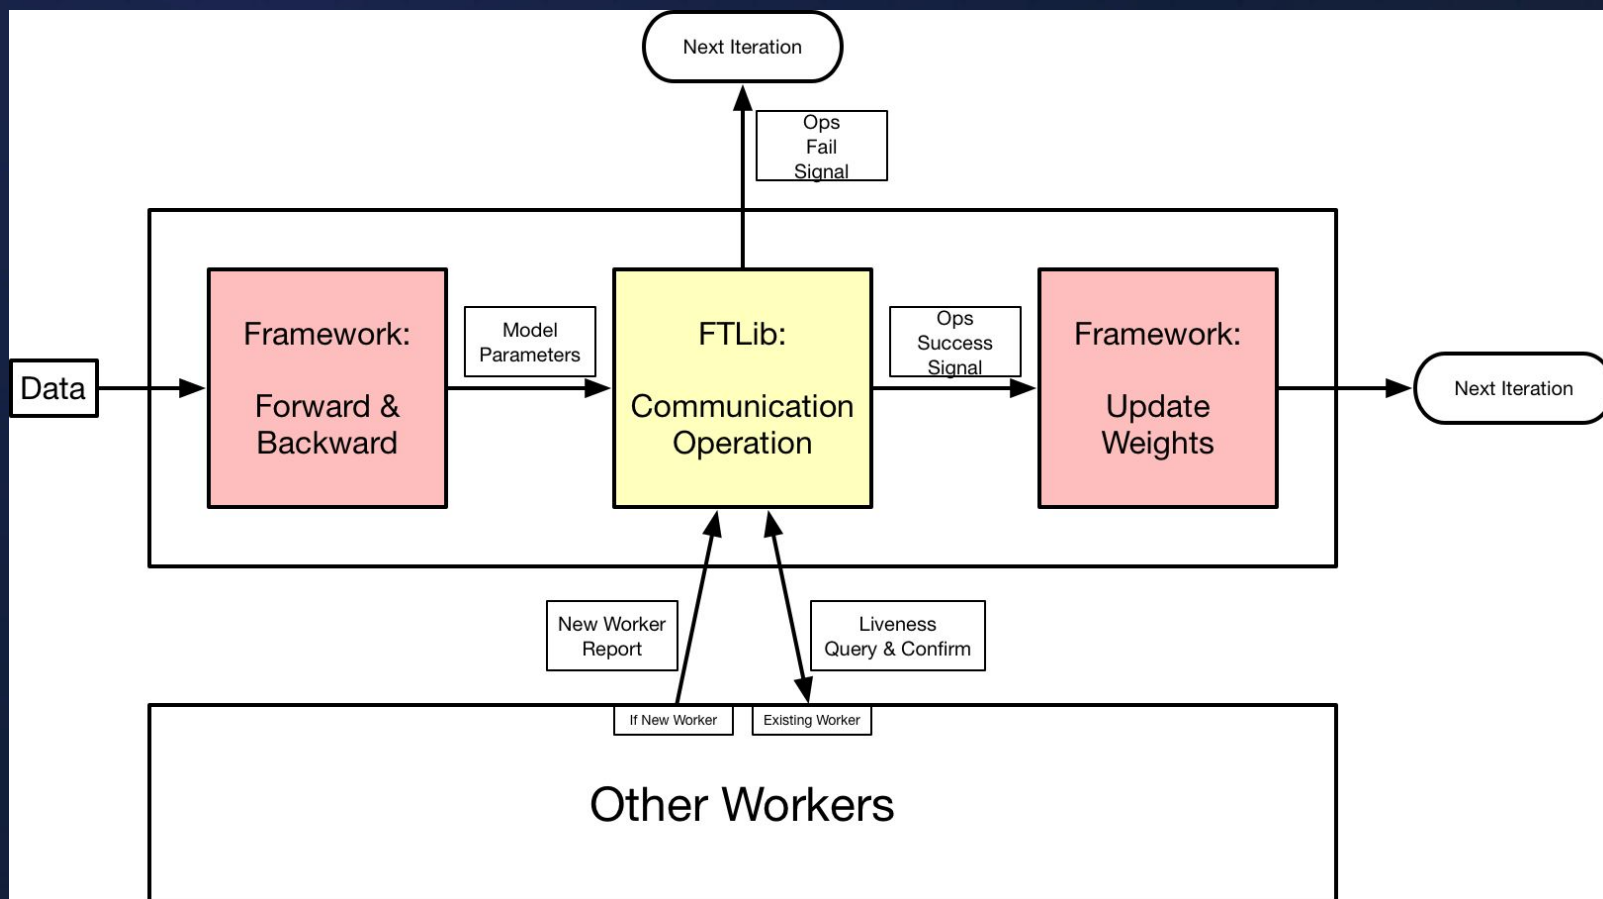 Next Iteration
Ops
Fail
Signal
Data
Framework:
Forward &
Backward
Model
Parameters
FTLib:
Communication
Operation
Ops
Success
Signal
Framework:
Update
Weights
Next Iteration
New Worker
Report
Liveness
Query & Confirm
If New Worker
Existing Worker
Other Workers